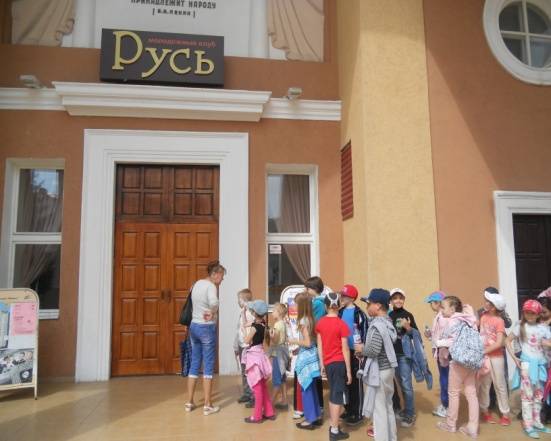 ПРИНАДЛЕЖИТ НАРОДУ
( В.И. ЛЕНИН )
молодежный клуб
Русь